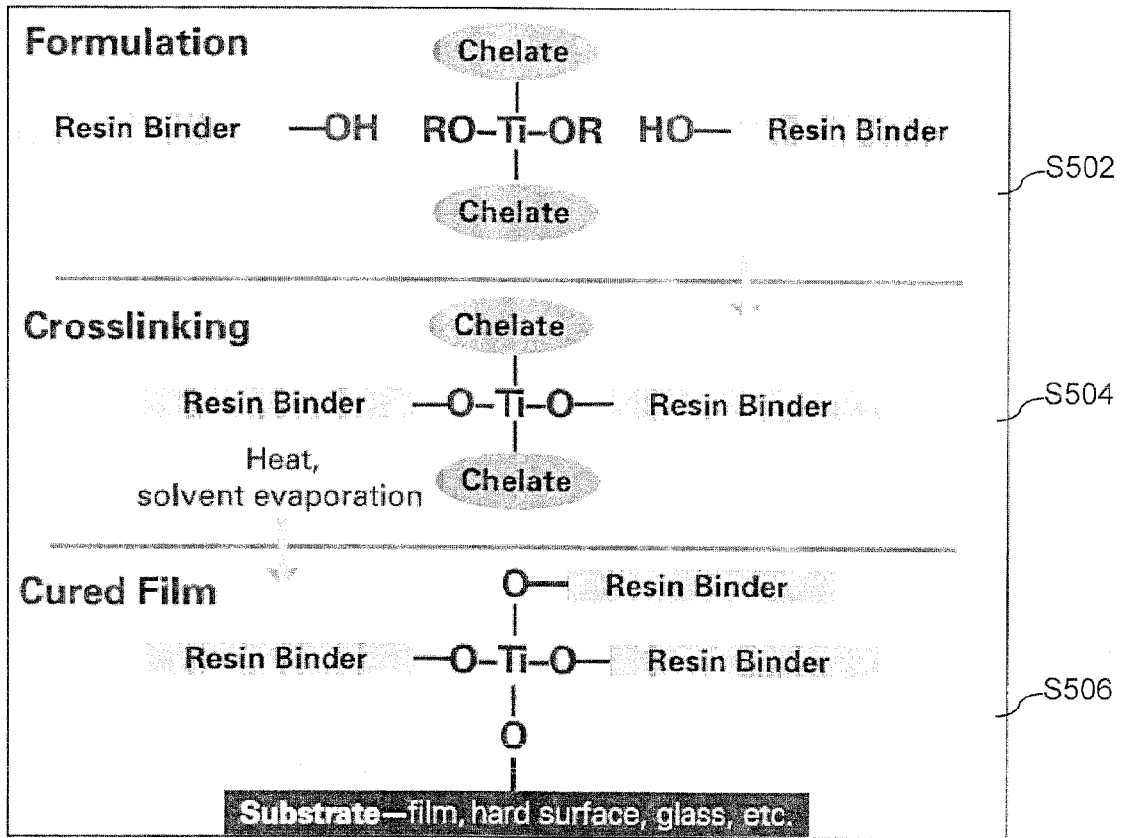 Formulation
Chelate
Resin Binder —OH RO–Ti–OR HO— Resin Binder
Chelate
S502
Crosslinking
Chelate
Resin Binder —O–Ti–O— Resin Binder
S504
Heat,
solvent evaporation
Chelate
Cured Film
O— Resin Binder
Resin Binder —O–Ti–O— Resin Binder
S506
O
Substrate—film, hard surface, glass, etc.